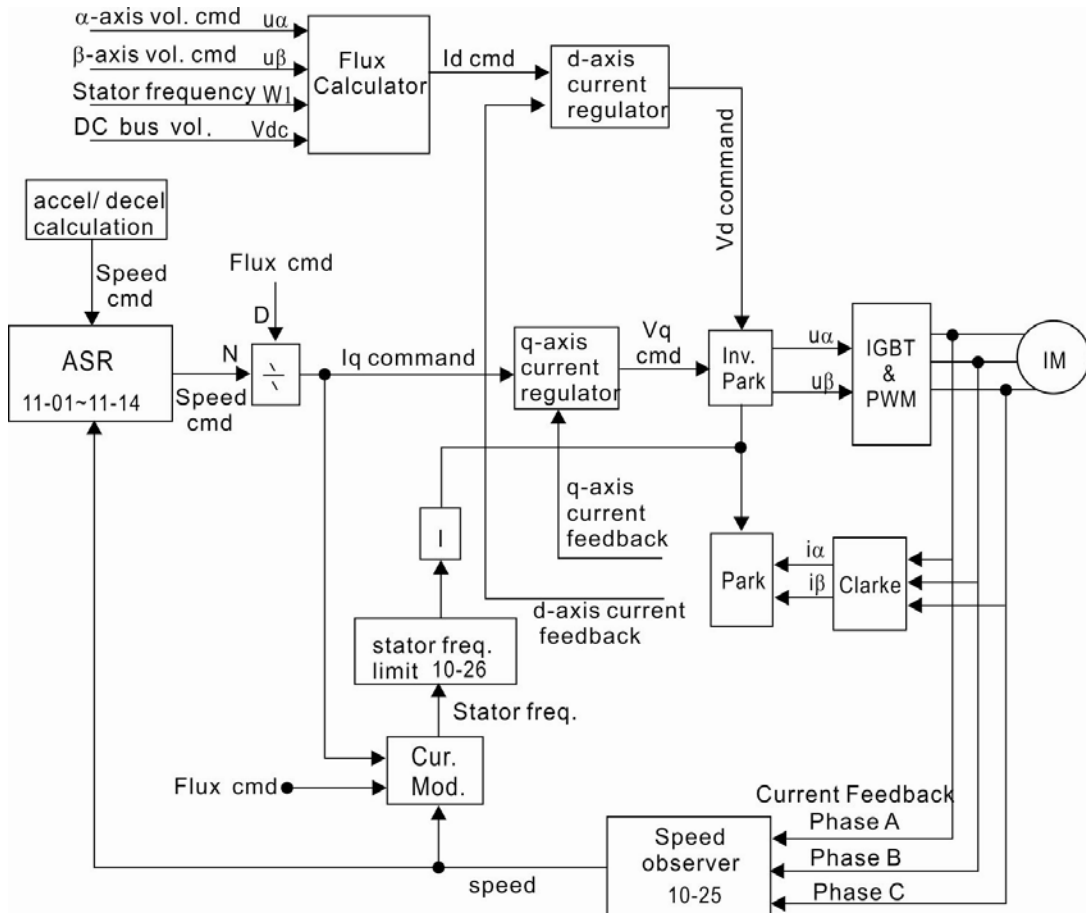 α-axis vol. cmd uα
β-axis vol. cmd uβ
Stator frequency W1
DC bus vol. Vdc
Flux
Calculator
Id cmd
d-axis
current
regulator
Vd command
accel/ decel
calculation
Speed
cmd
Flux cmd
D
ASR
11-01~11-14
N
Speed
cmd
Iq command
q-axis
current
regulator
Vq
cmd
Inv.
Park
uα
uβ
IGBT
&
PWM
IM
q-axis
current
feedback
I
Park
iα
iβ
Clarke
d-axis current
feedback
stator freq.
limit 10-26
Stator freq.
Cur.
Mod.
Flux cmd
speed
Speed
observer
10-25
Current Feedback
Phase A
Phase B
Phase C